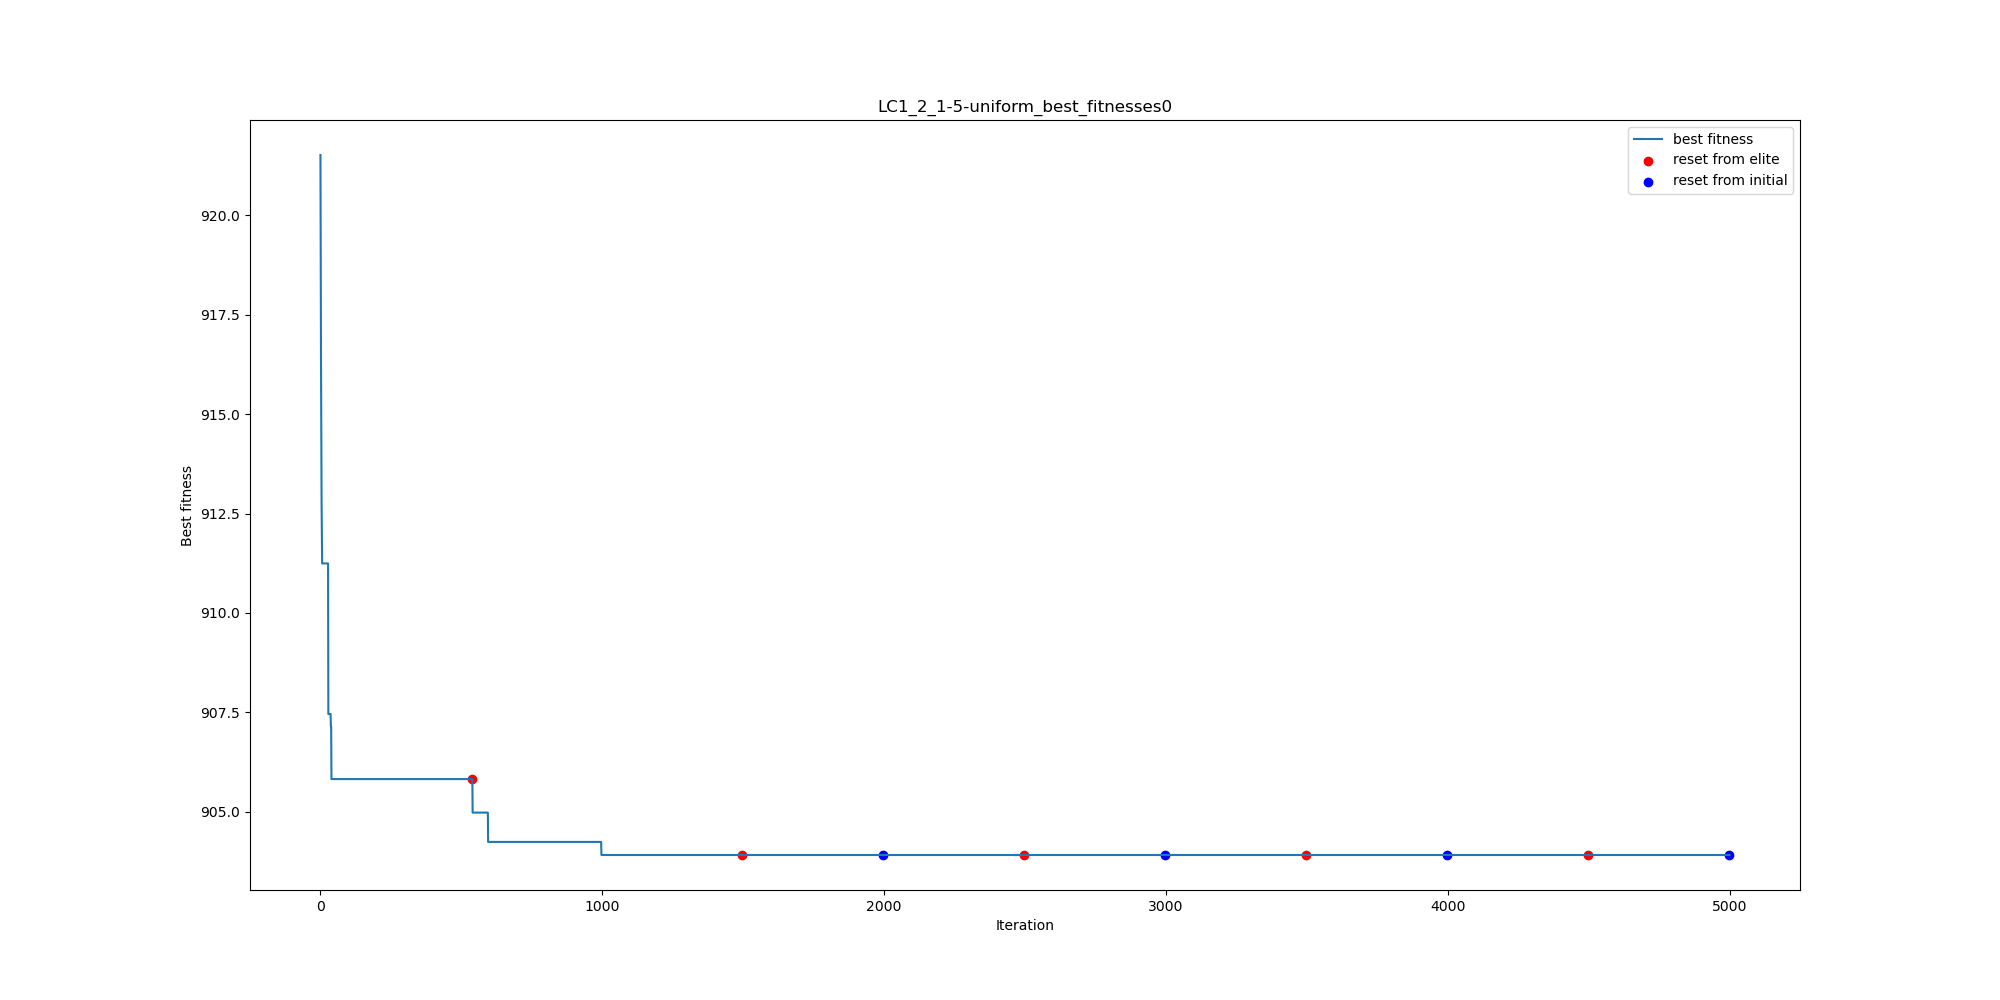 LC1_2_1-5-uniform_best_fitnesses0
best fitness
reset from elite
reset from initial
920.0
917.5
915.0
912.5
910.0
907.5
905.0
Best fitness
0 1000 2000 3000 4000 5000
Iteration